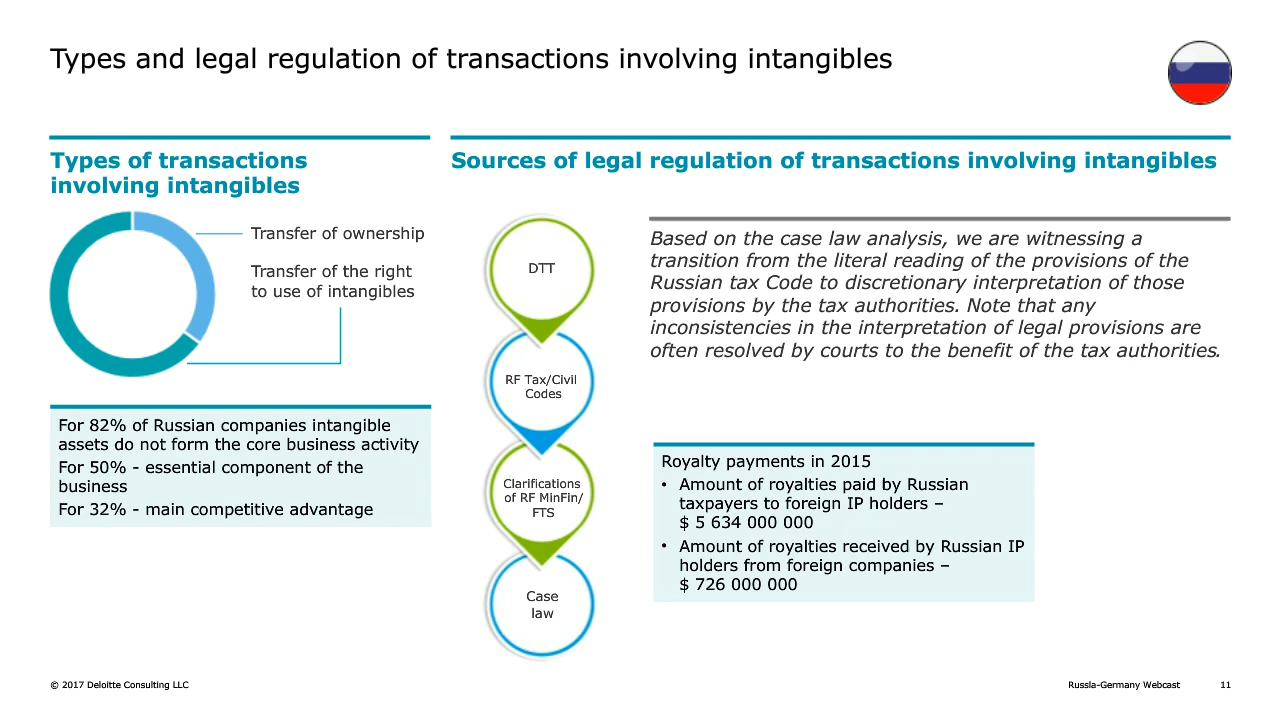 Types and legal regulation of transactions involving intangibles
Types of transactions
involving intangibles
Transfer of ownership
Transfer of the right
to use of intangibles
For 82% of Russian companies intangible
assets do not form the core business activity
For 50% - essential component of the
business
For 32% - main competitive advantage
Sources of legal regulation of transactions involving intangibles
DTT
RF Tax/Civil
Codes
Clarifications
of RF MinFin/
FTS
Case
law
Based on the case law analysis, we are witnessing a
transition from the literal reading of the provisions of the
Russian tax Code to discretionary interpretation of those
provisions by the tax authorities. Note that any
inconsistencies in the interpretation of legal provisions are
often resolved by courts to the benefit of the tax authorities.
Royalty payments in 2015
• Amount of royalties paid by Russian
taxpayers to foreign IP holders –
$ 5 634 000 000
• Amount of royalties received by Russian IP
holders from foreign companies –
$ 726 000 000
© 2017 Deloitte Consulting LLC
Russla-Germany Webcast
11